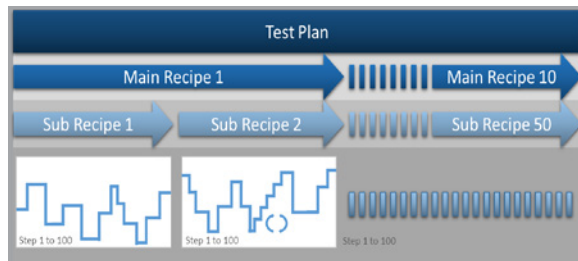 Test Plan
Main Recipe 1
Main Recipe 10
Sub Recipe 1
Sub Recipe 2
Sub Recipe 50
Step 1 to 100
Step 1 to 100
Step 1 to 100